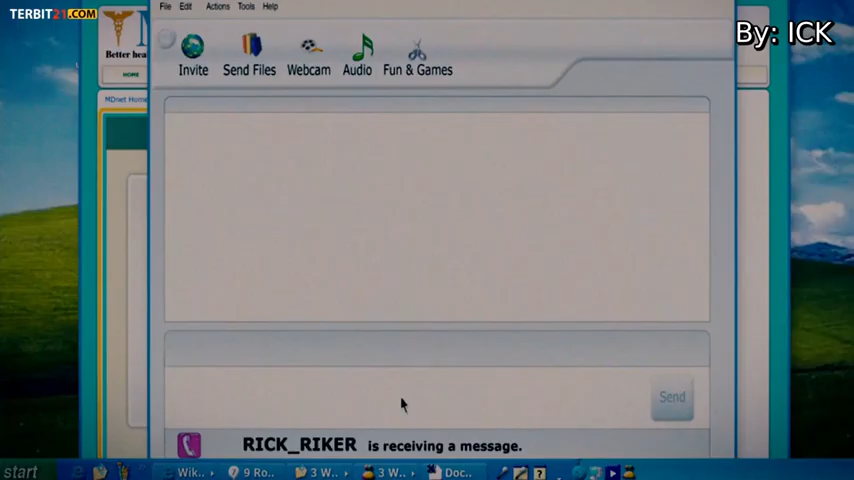 TERBIT21.COM
By: ICK
File Edit Actions Tools Help
Better hea
HOME
Invite Send Files Webcam Audio Fun & Games
MDnet Home
Send
RICK_RIKER is receiving a message.
start Wik... 9 Ro... 3 W... 3 W... Doc...